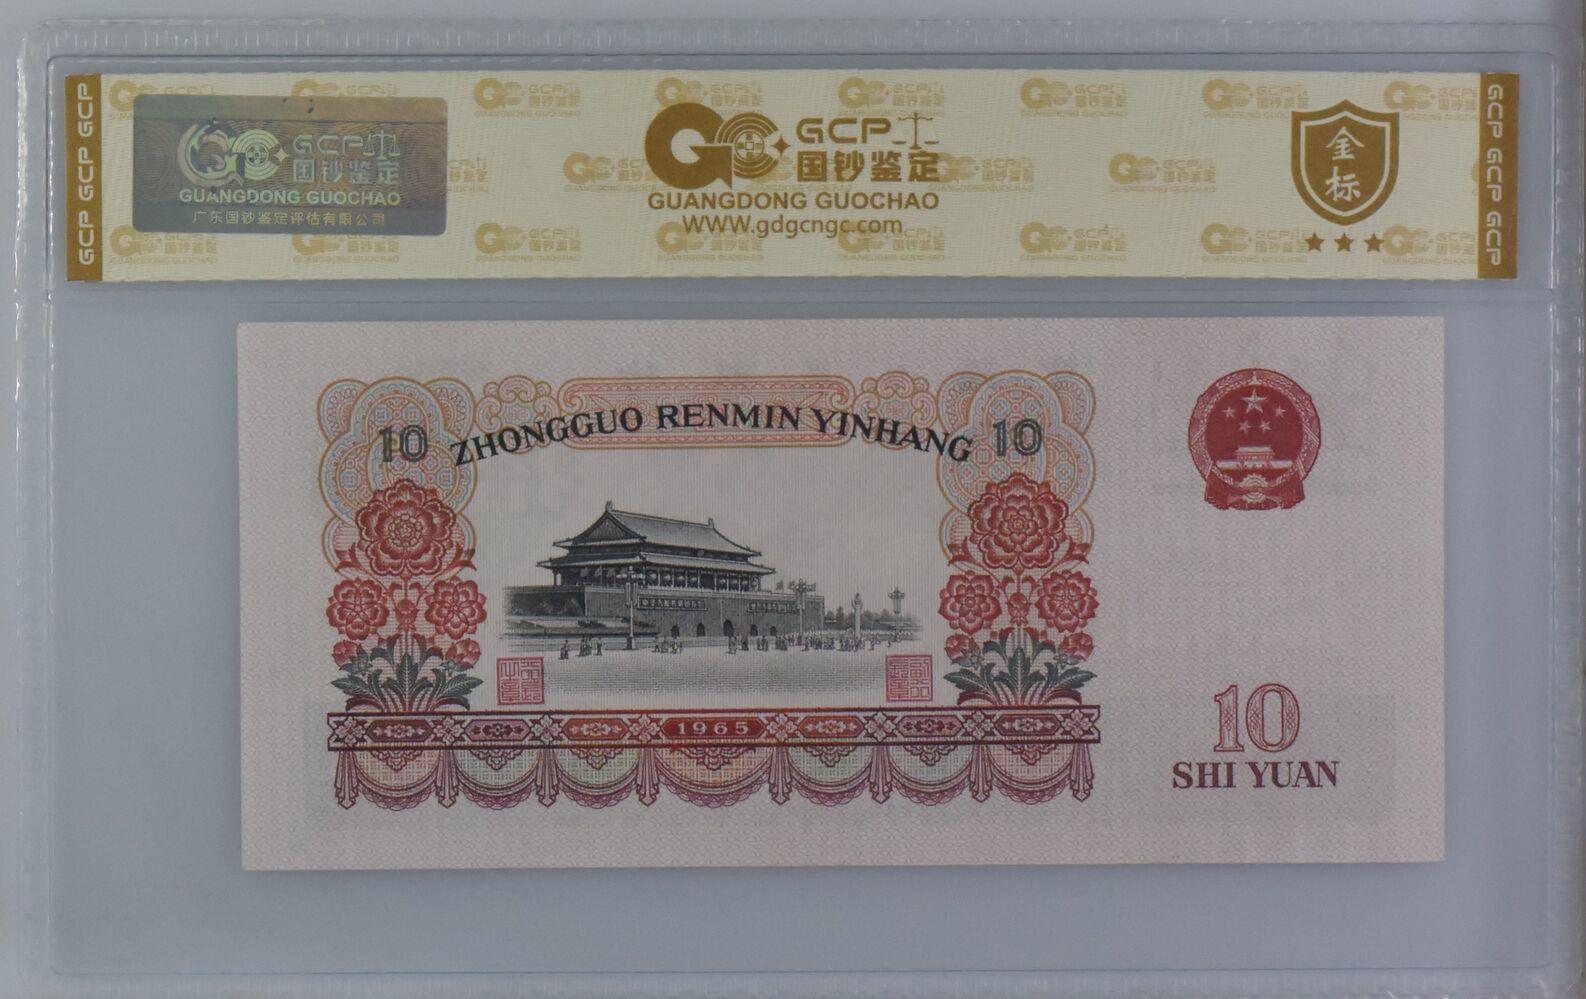 GCP GCP GCP
GCP
国钞鉴定
GUANGDONG GUOCHAO
广东国钞鉴定评估有限公司
GCP
国钞鉴定
GUANGDONG GUOCHAO
WWW.gdgcngc.com
金标
GCP GCP GCP
10 ZHONGGUO RENMIN YINHANG 10
1965
10
SHI YUAN